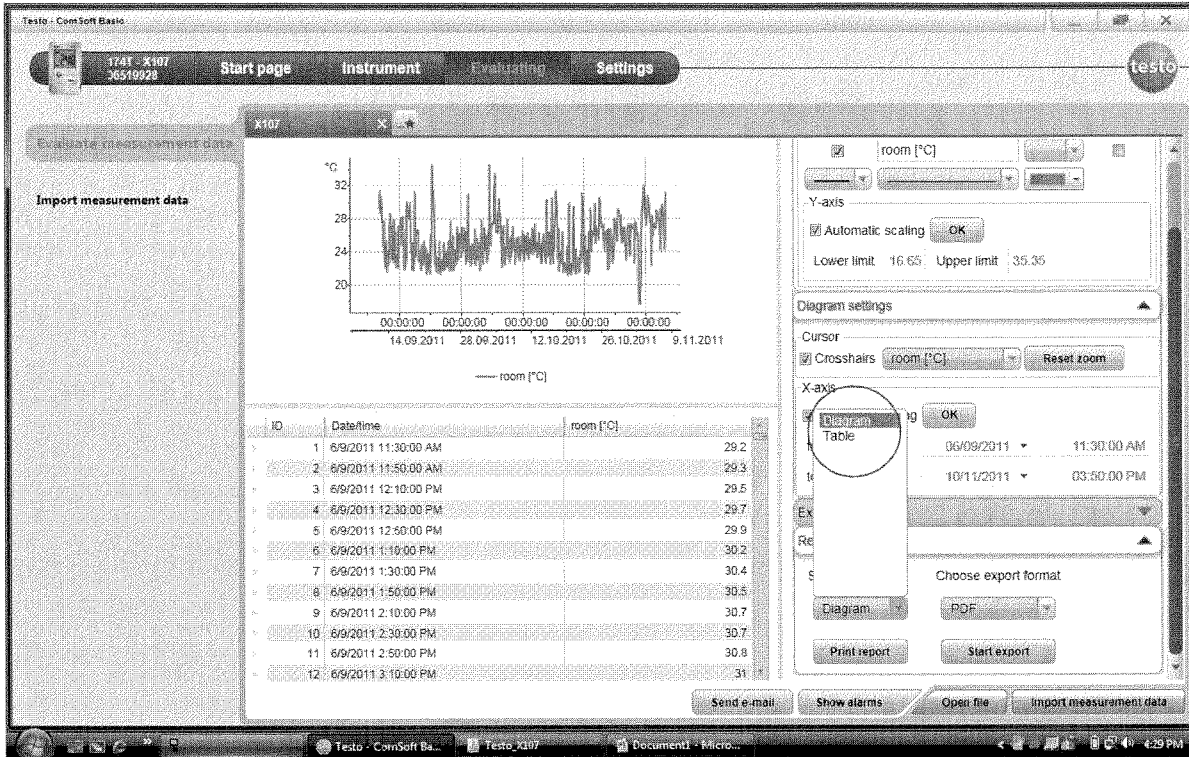 Testo - ComSoft Basic
174T - X107
36519928
Start page
Instrument
Evaluating
Settings
testo
X107
Import measurement data
°C
32
28
24
20
00:00:00 00:00:00 00:00:00 00:00:00 00:00:00
14.09.2011 28.09.2011 12.10.2011 26.10.2011 9.11.2011
room [°C]
room [°C]
Y-axis
Automatic scaling OK
Lower limit 16.65 Upper limit 35.35
Diagram settings
Cursor
Crosshairs room [°C] Reset zoom
X-axis
g OK
Diagram
Table
06/09/2011 11:30:00 AM
10/11/2011 03:50:00 PM
Ex
Re
S Choose export format
Diagram PDF
Print report Start export
ID Date/time room [°C]
1 6/9/2011 11:30:00 AM 29.2
2 6/9/2011 11:50:00 AM 29.3
3 6/9/2011 12:10:00 PM 29.5
4 6/9/2011 12:30:00 PM 29.7
5 6/9/2011 12:50:00 PM 29.9
6 6/9/2011 1:10:00 PM 30.2
7 6/9/2011 1:30:00 PM 30.4
8 6/9/2011 1:50:00 PM 30.5
9 6/9/2011 2:10:00 PM 30.7
10 6/9/2011 2:30:00 PM 30.7
11 6/9/2011 2:50:00 PM 30.8
12 6/9/2011 3:10:00 PM 31
Send e-mail Show alarms Open file Import measurement data
Testo - ComSoft Ba... Testo_X107 Document1 - Micro... 4:29 PM